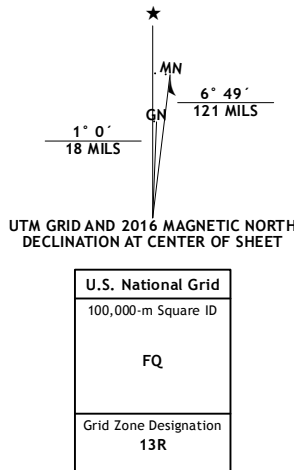 ★
MN
6° 49´
121 MILS
GN
1° 0´
18 MILS
UTM GRID AND 2016 MAGNETIC NORTH
DECLINATION AT CENTER OF SHEET
U.S. National Grid
100,000-m Square ID
FQ
Grid Zone Designation
13R